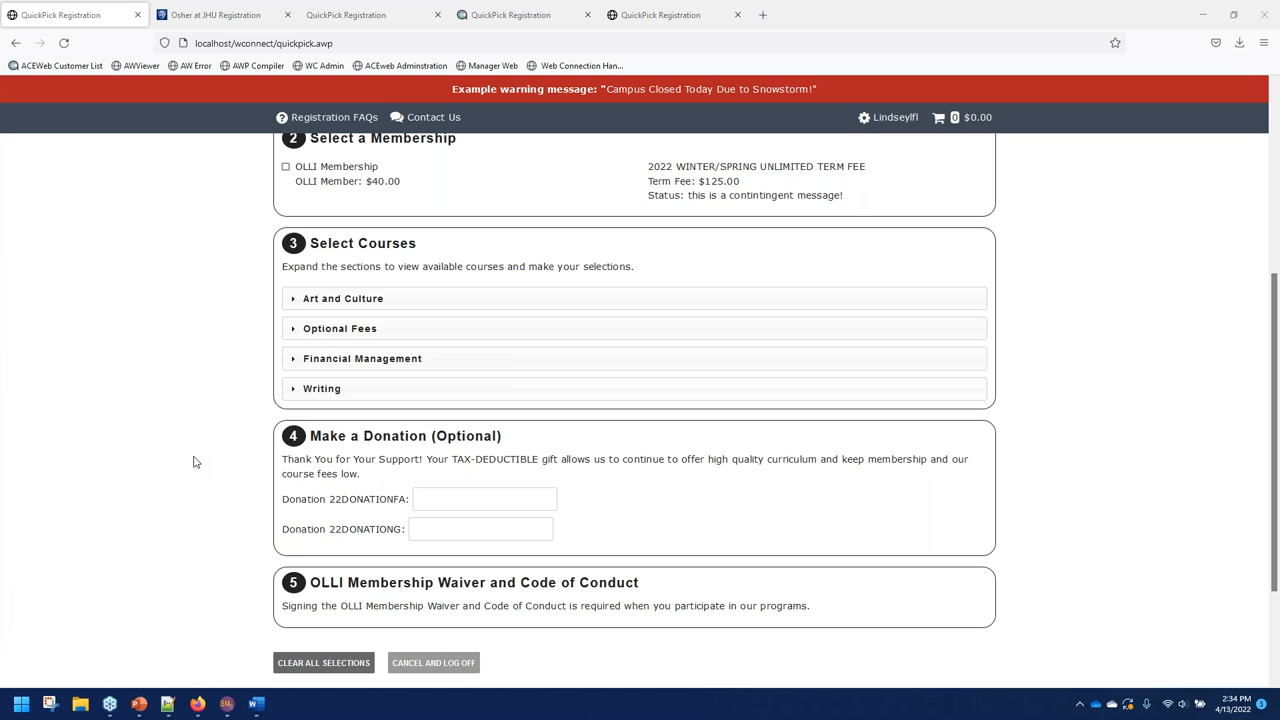 QuickPick Registration
Osher at JHU Registration
QuickPick Registration
QuickPick Registration
QuickPick Registration
localhost/wconnect/quickpick.awp
ACEWeb Customer List
AWViewer
AW Error
AWP Compiler
WC Admin
ACEweb Adminstration
Manager Web
Web Connection Han...
Example warning message: "Campus Closed Today Due to Snowstorm!"
Registration FAQs
Contact Us
Lindseylfl
0 $0.00
2 Select a Membership
OLLI Membership
OLLI Member: $40.00
2022 WINTER/SPRING UNLIMITED TERM FEE
Term Fee: $125.00
Status: this is a contintingent message!
3 Select Courses
Expand the sections to view available courses and make your selections.
Art and Culture
Optional Fees
Financial Management
Writing
4 Make a Donation (Optional)
Thank You for Your Support! Your TAX-DEDUCTIBLE gift allows us to continue to offer high quality curriculum and keep membership and our
course fees low.
Donation 22DONATIONFA:
Donation 22DONATIONG:
5 OLLI Membership Waiver and Code of Conduct
Signing the OLLI Membership Waiver and Code of Conduct is required when you participate in our programs.
CLEAR ALL SELECTIONS
CANCEL AND LOG OFF
2:34 PM
4/13/2022
3